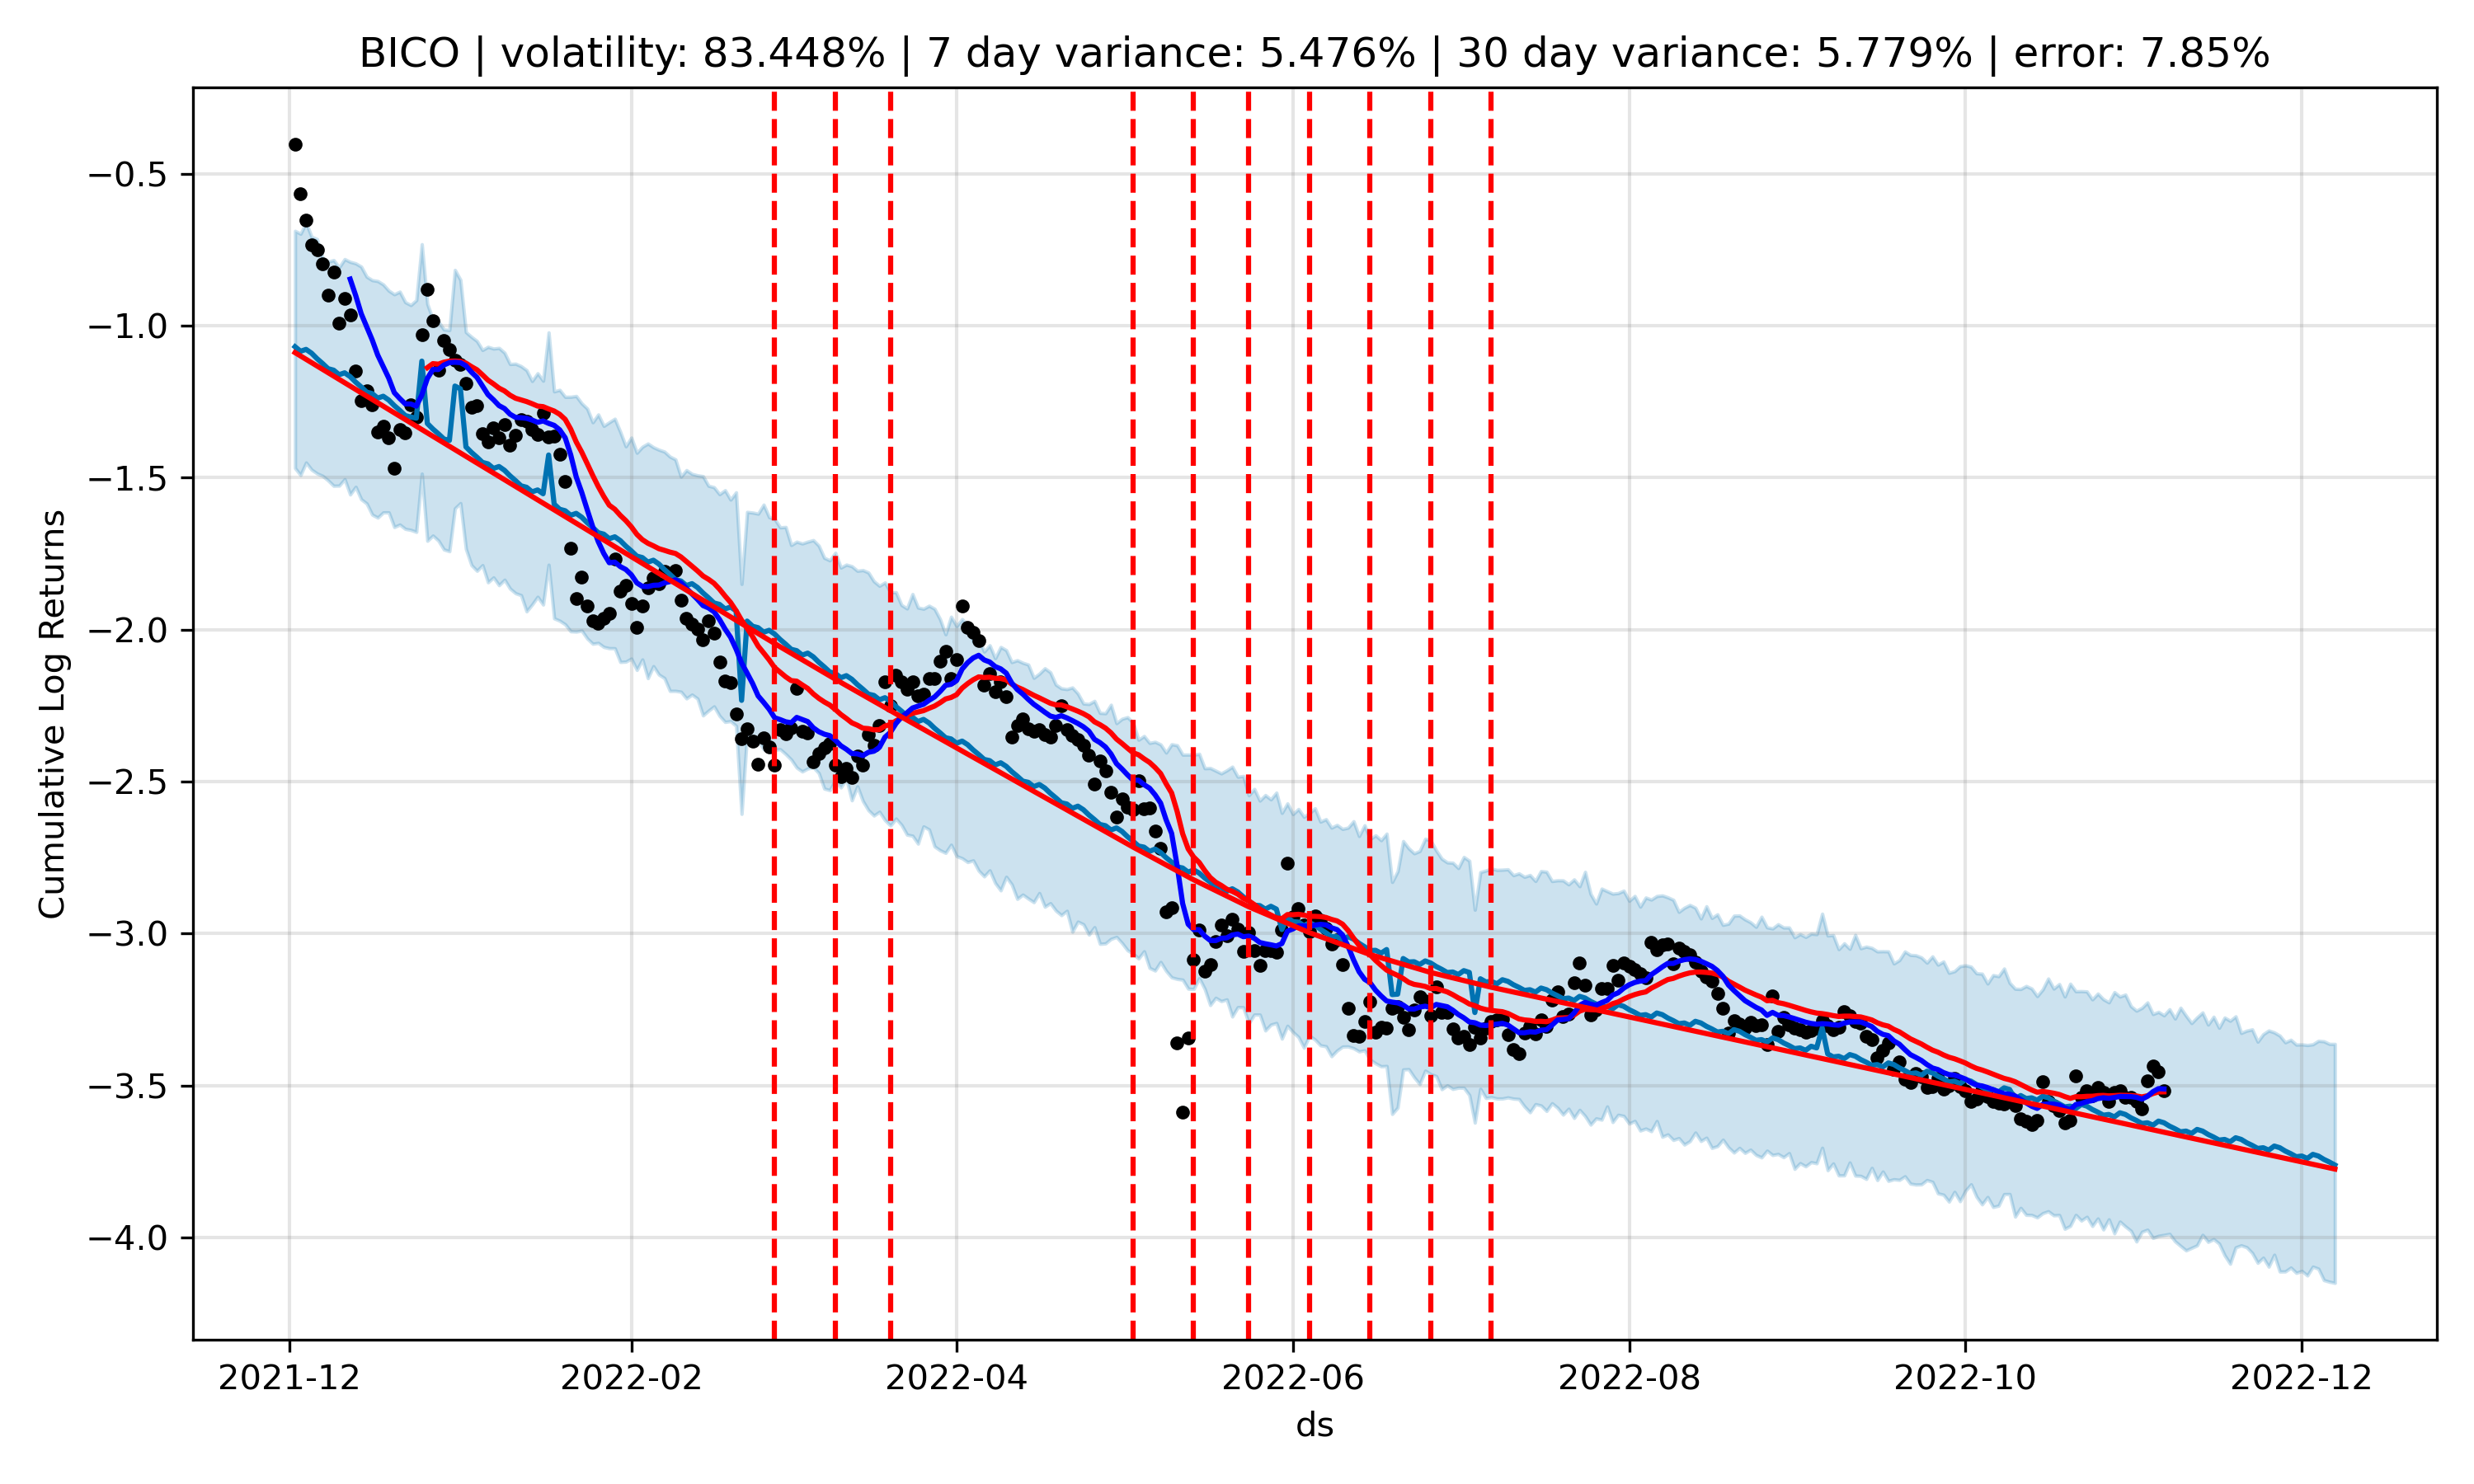 BICO | volatility: 83.448% | 7 day variance: 5.476% | 30 day variance: 5.779% | error: 7.85%
−0.5
−1.0
−1.5
−2.0
−2.5
−3.0
−3.5
−4.0
Cumulative Log Returns
2021-12 2022-02 2022-04 2022-06 2022-08 2022-10 2022-12
ds